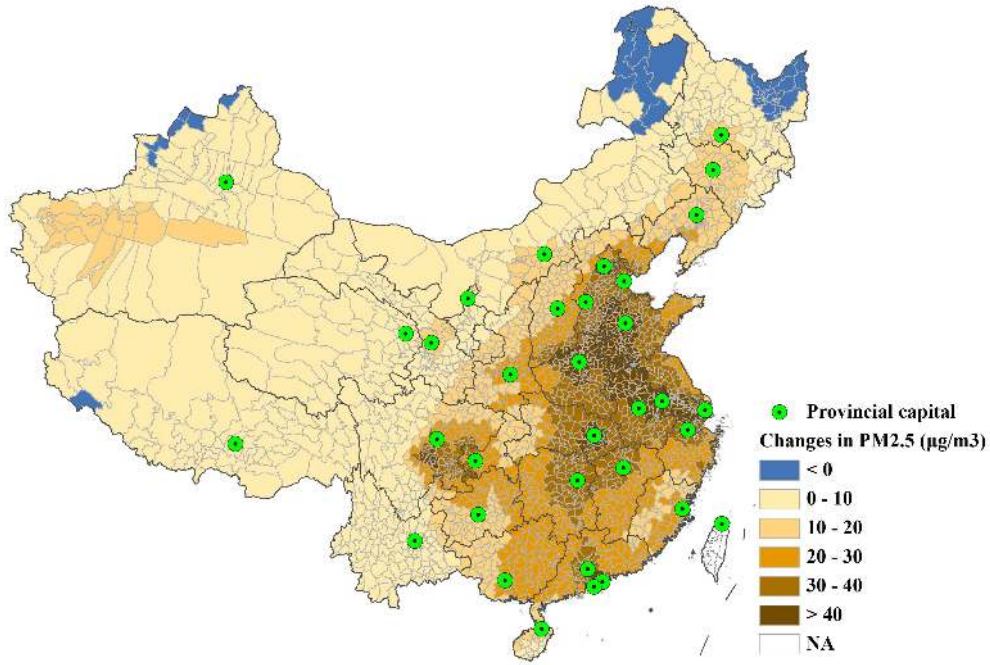 Provincial capital
Changes in PM2.5 (µg/m3)
< 0
0 - 10
10 - 20
20 - 30
30 - 40
> 40
NA